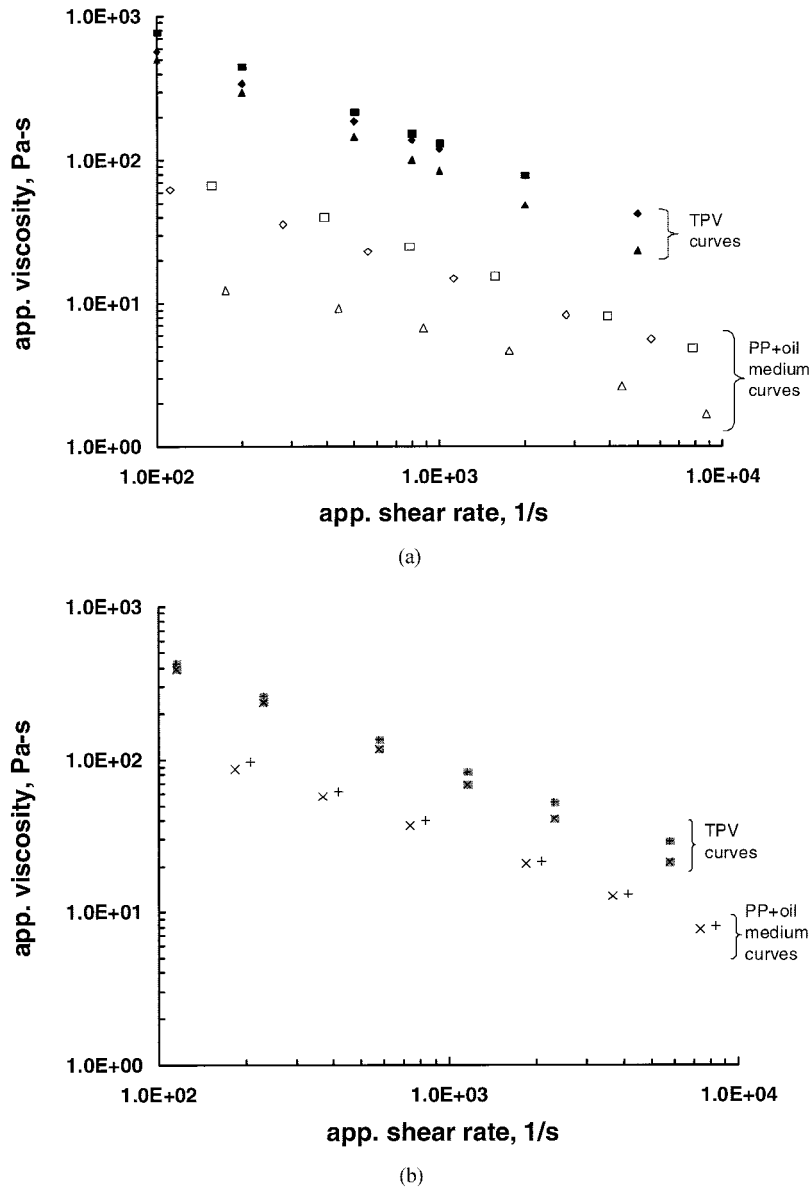 1.0E+03
1.0E+02
1.0E+01
1.0E+00
app. viscosity, Pa-s
TPV
curves
PP+oil
medium
curves
1.0E+02
1.0E+03
1.0E+04
app. shear rate, 1/s
(a)
1.0E+03
1.0E+02
1.0E+01
1.0E+00
app. viscosity, Pa-s
TPV
curves
PP+oil
medium
curves
1.0E+02
1.0E+03
1.0E+04
app. shear rate, 1/s
(b)